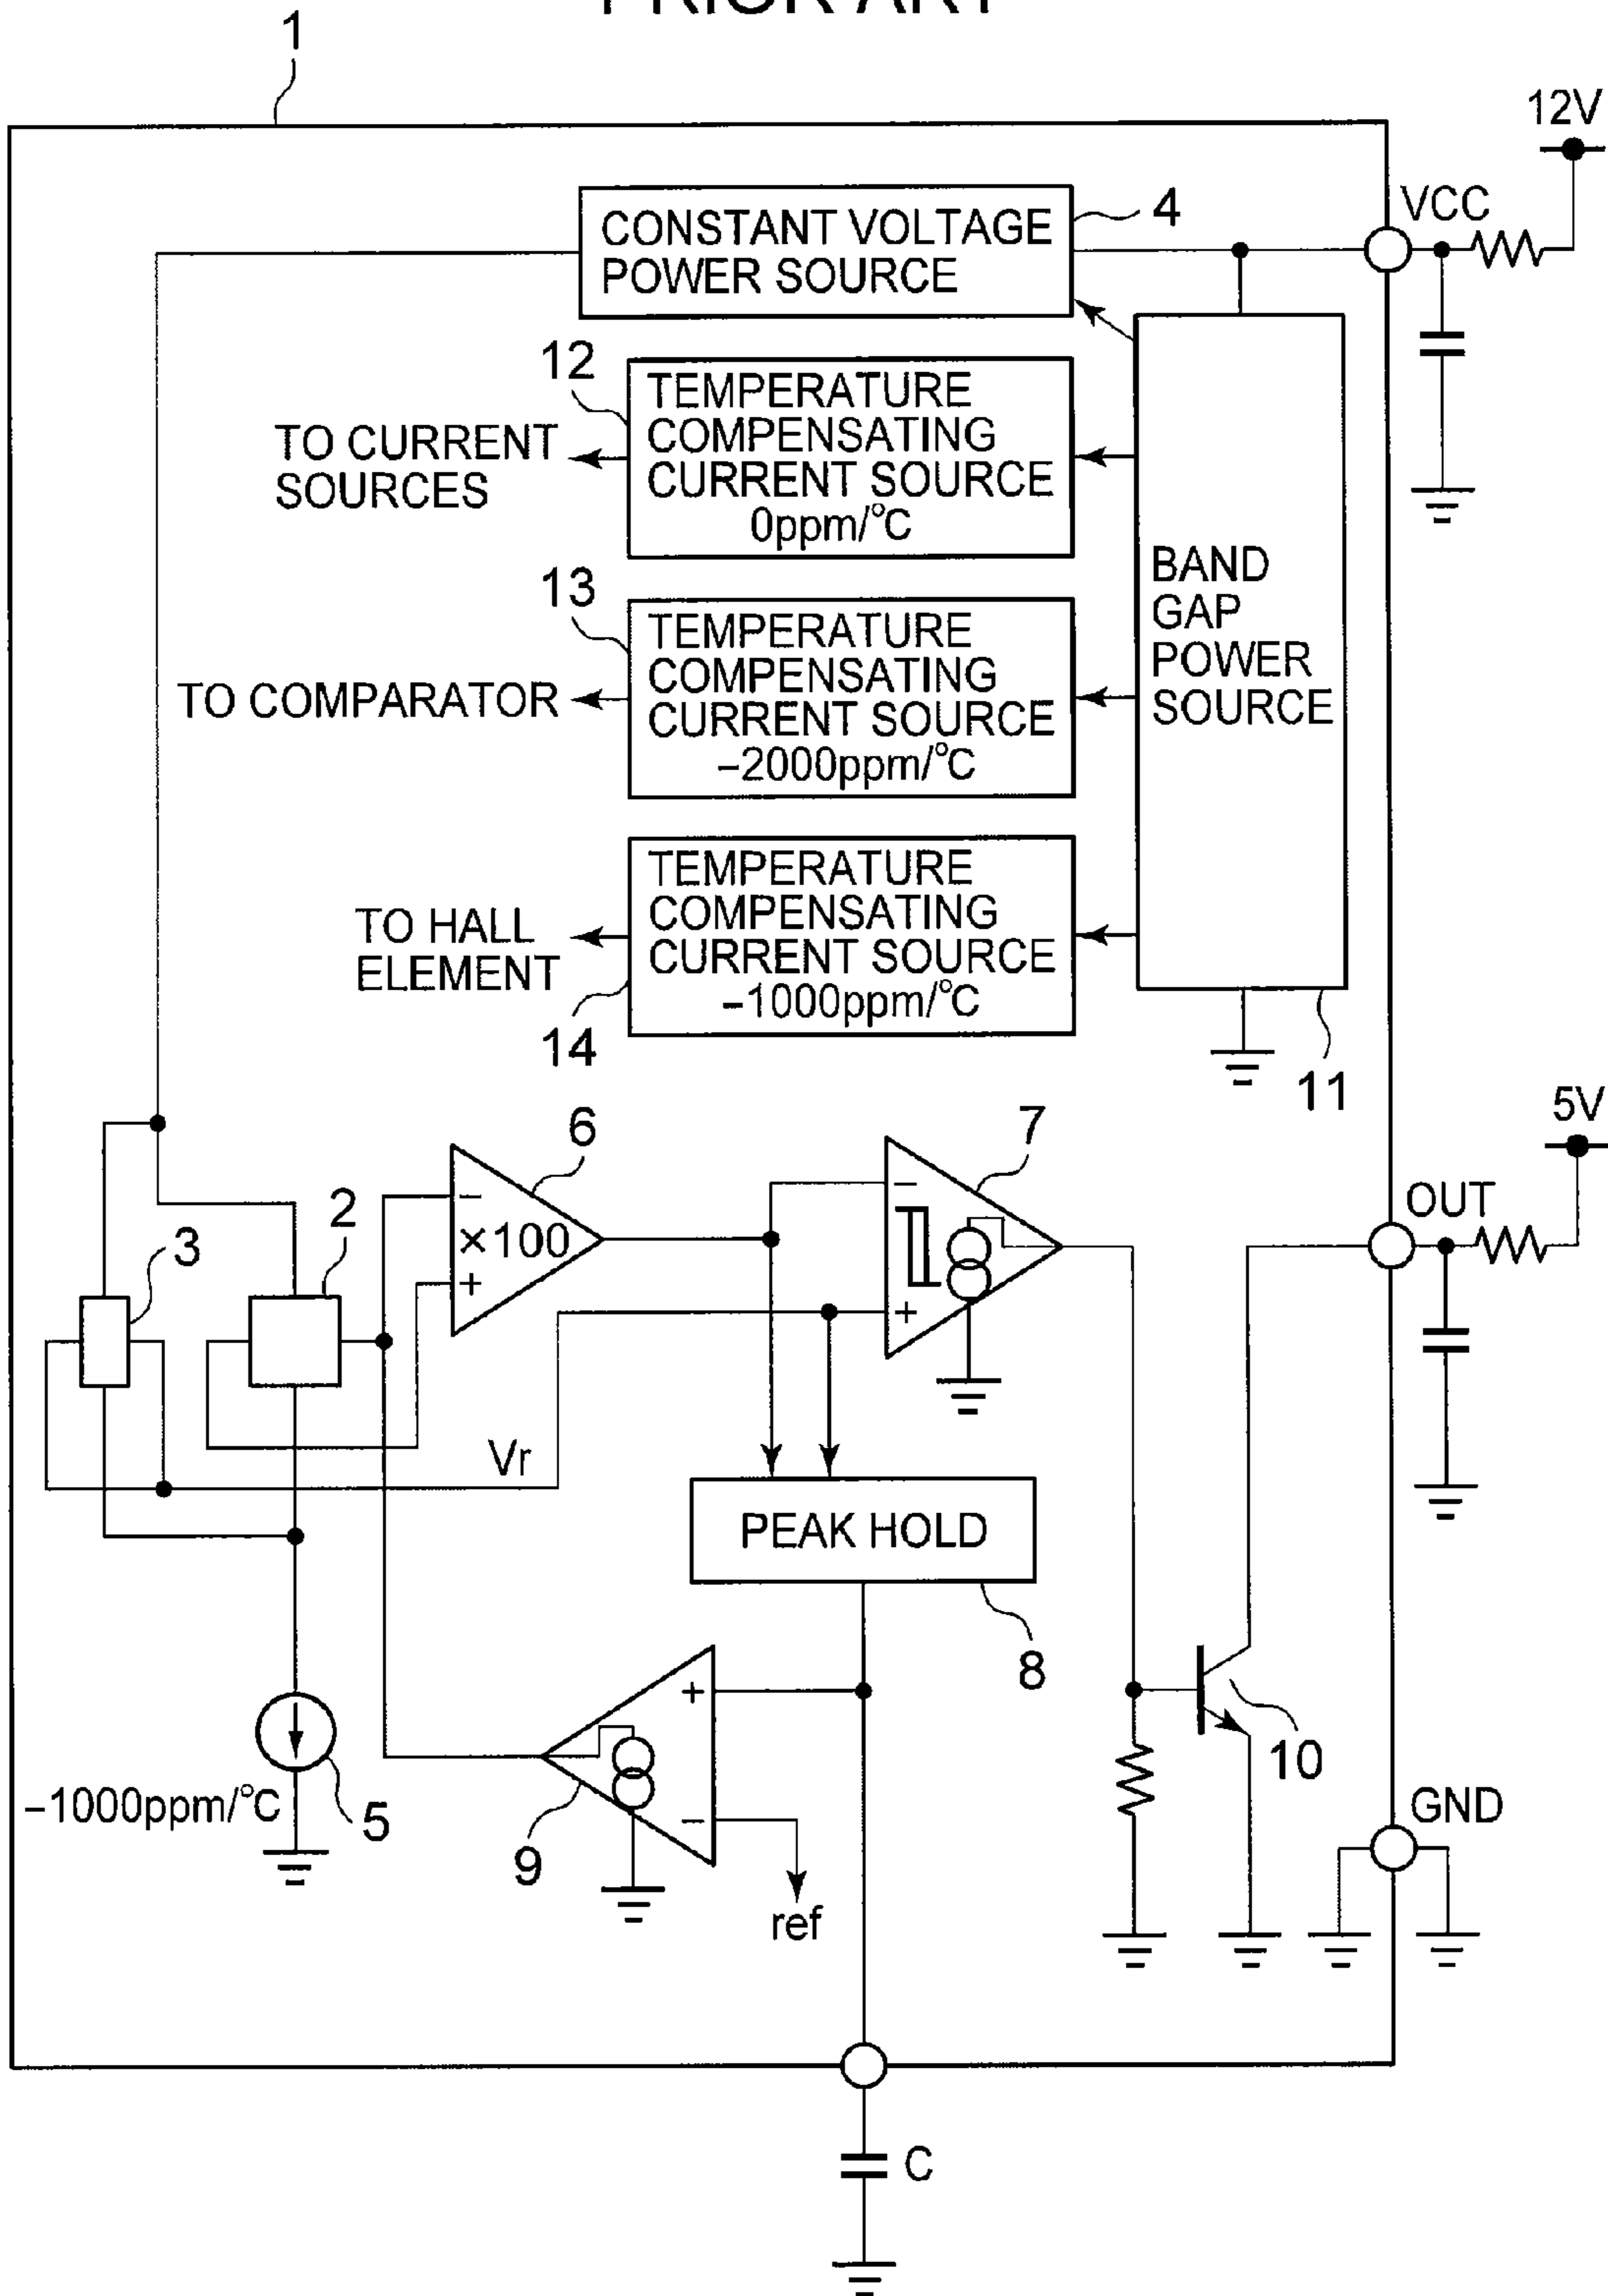 PRIOR ART
1
12V
VCC
4
CONSTANT VOLTAGE
POWER SOURCE
12
TEMPERATURE
COMPENSATING
CURRENT SOURCE
0ppm/°C
TO CURRENT
SOURCES
BAND
GAP
POWER
SOURCE
13
TEMPERATURE
COMPENSATING
CURRENT SOURCE
−2000ppm/°C
TO COMPARATOR
TEMPERATURE
COMPENSATING
CURRENT SOURCE
−1000ppm/°C
TO HALL
ELEMENT
14
11
5V
6
7
OUT
2
3
−
×100
+
−
+
Vr
PEAK HOLD
8
+
−
9
ref
10
−1000ppm/°C
5
GND
C